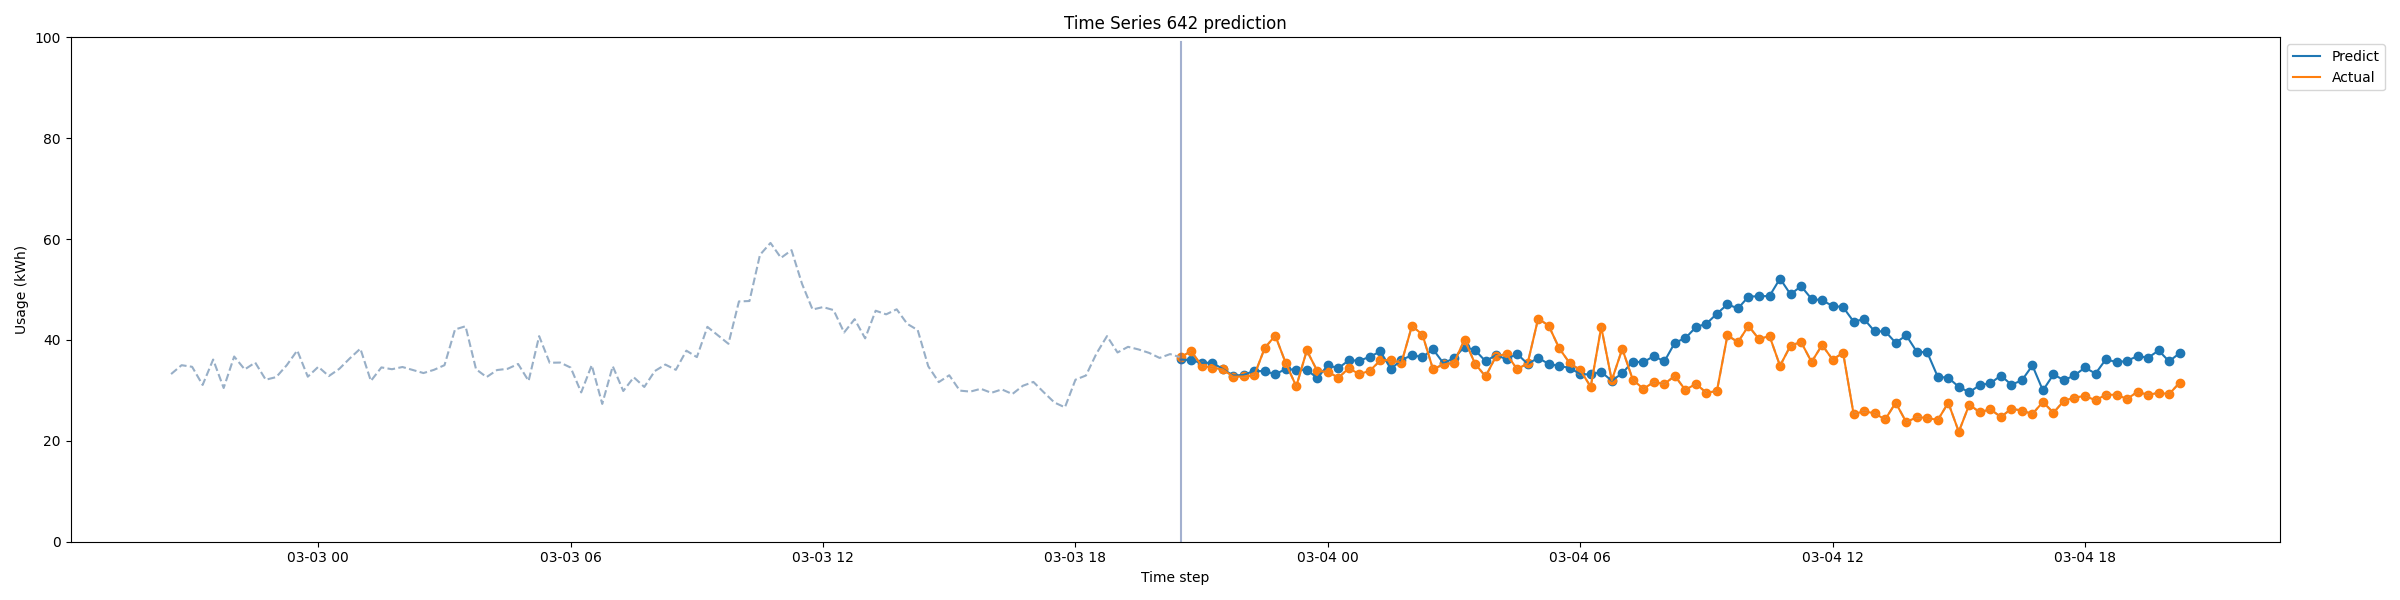 Time Series 642 prediction
Predict
Actual
Usage (kWh)
100
80
60
40
20
0
03-03 00
03-03 06
03-03 12
03-03 18
03-04 00
03-04 06
03-04 12
03-04 18
Time step